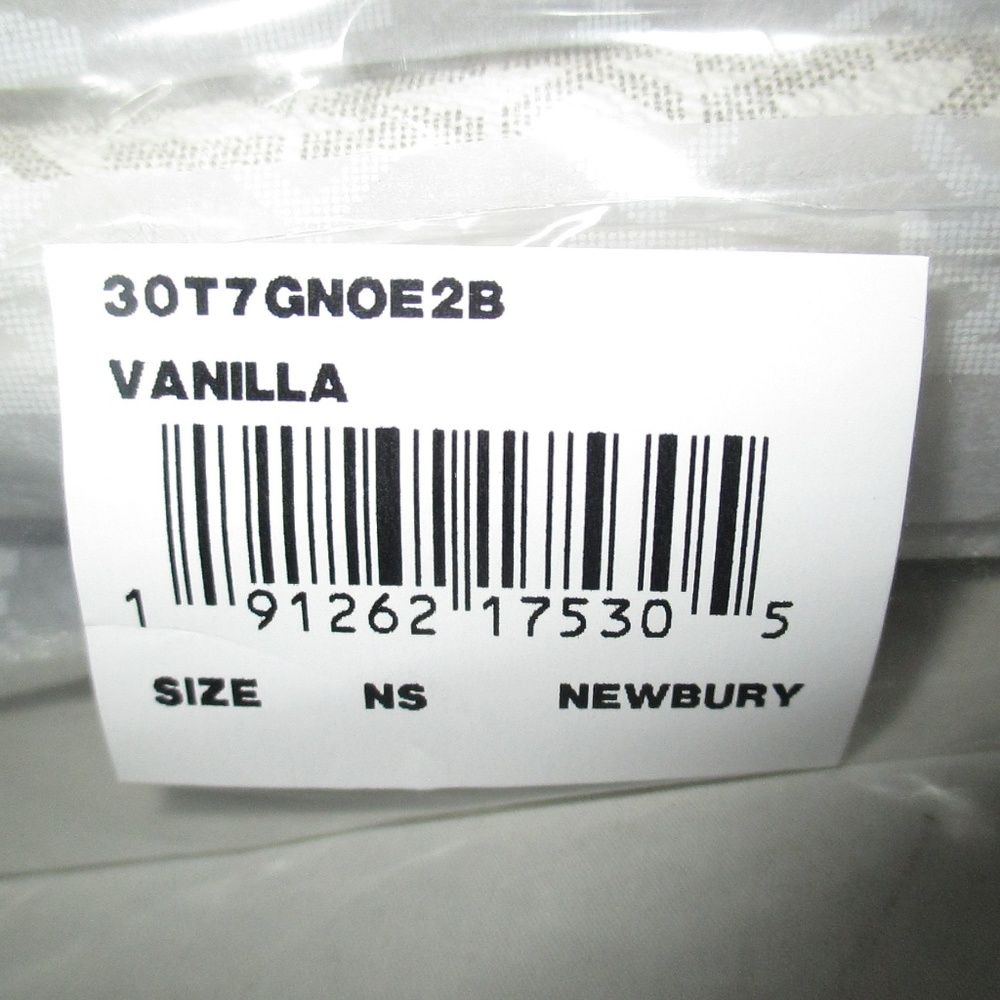 30T7GNOE2B
VANILLA
1 91262 17530 5
SIZE NS NEWBURY